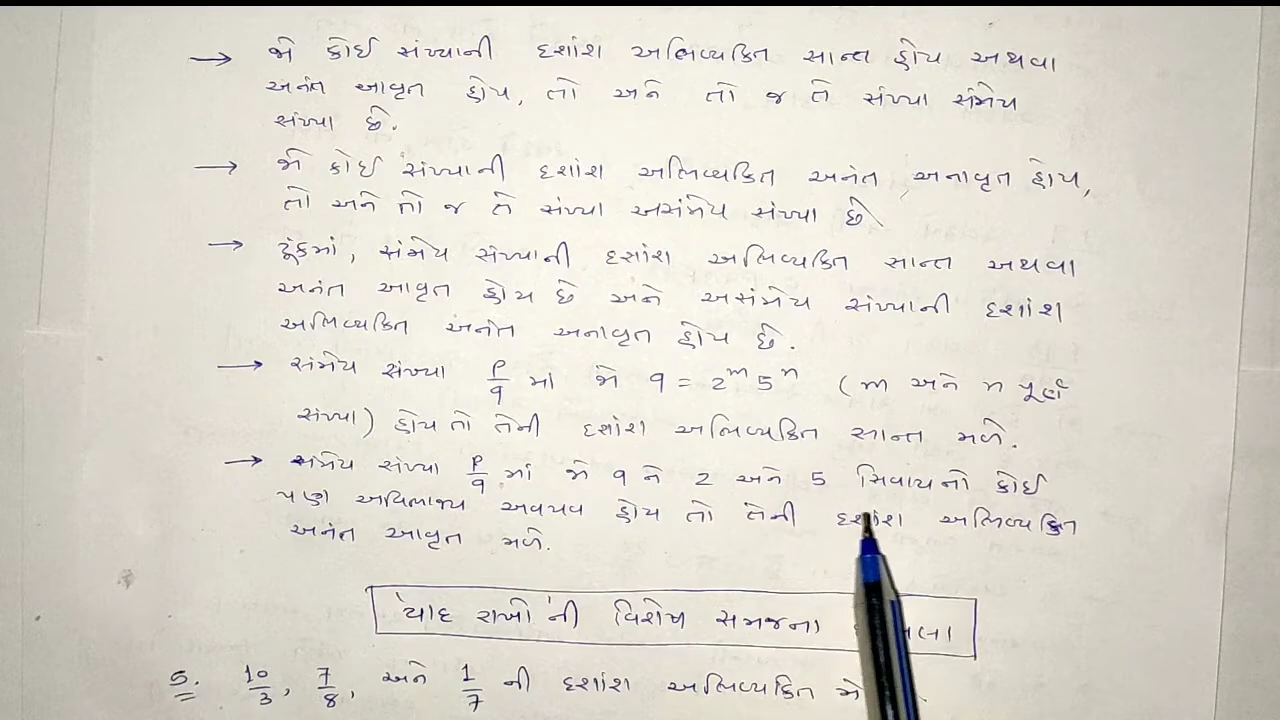 → જો કોઈ સંખ્યાની દશાંશ અભિવ્યક્તિ સાન્ત હોય અથવા
અનંત આવૃત હોય, તો અને તો જ તે સંખ્યા સંમેય
સંખ્યા છે.
→ જો કોઈ સંખ્યાની દશાંશ અભિવ્યક્તિ અનંત, અનાવૃત હોય,
તો અને તો જ તે સંખ્યા અસંમેય સંખ્યા છે
→ ટૂંકમાં, સંમેય સંખ્યાની દશાંશ અભિવ્યક્તિ સાન્ત અથવા
અનંત આવૃત હોય છે અને અસંમેય સંખ્યાની દશાંશ
અભિવ્યક્તિ અનંત અનાવૃત હોય છે.
→ સંમેય સંખ્યા p/q માં જો q = 2^m 5^n (m અને n પૂર્ણ
સંખ્યા) હોય તો તેની દશાંશ અભિવ્યક્તિ સાન્ત મળે.
→ સંમેય સંખ્યા p/q માં જો q ને 2 અને 5 સિવાયનો કોઈ
પણ અવિભાજ્ય અવયવ હોય તો તેની દશાંશ અભિવ્યક્તિ
અનંત આવૃત મળે.
'યાદ રાખો'ની વિશેષ સમજના
5. 10/3, 7/8, અને 1/7 ની દશાંશ અભિવ્યક્તિ